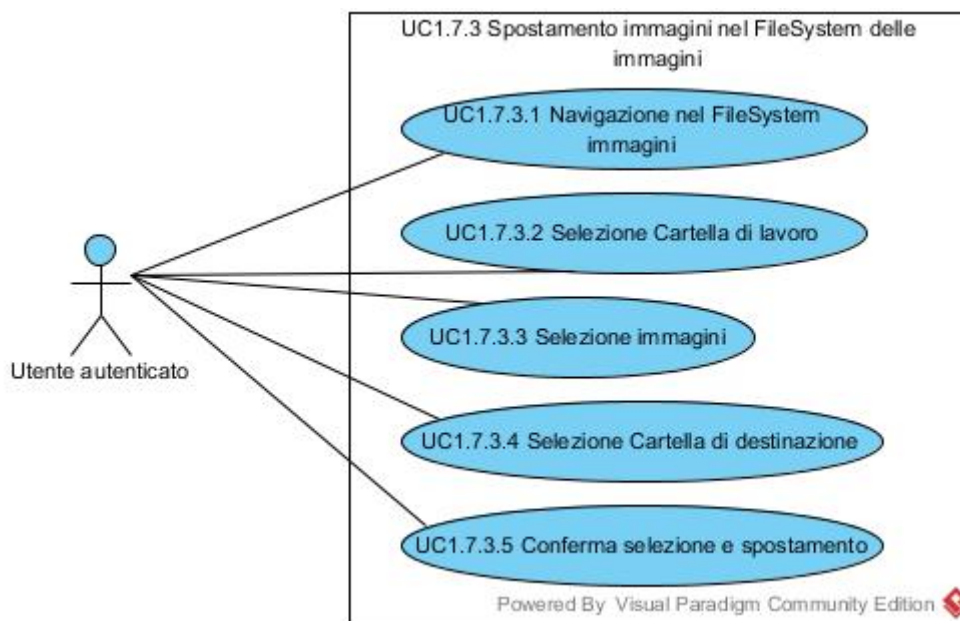 UC1.7.3 Spostamento immagini nel FileSystem delle
immagini
UC1.7.3.1 Navigazione nel FileSystem
immagini
UC1.7.3.2 Selezione Cartella di lavoro
UC1.7.3.3 Selezione immagini
Utente autenticato
UC1.7.3.4 Selezione Cartella di destinazione
UC1.7.3.5 Conferma selezione e spostamento
Powered By Visual Paradigm Community Edition